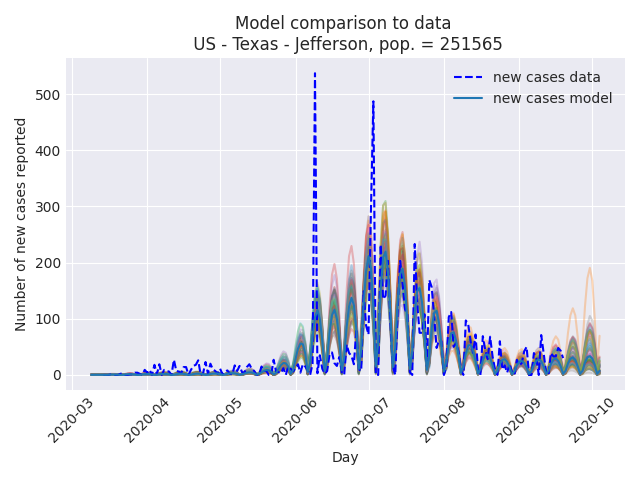 Model comparison to data
US - Texas - Jefferson, pop. = 251565
new cases data
new cases model
Number of new cases reported
500
400
300
200
100
0
2020-03
2020-04
2020-05
2020-06
2020-07
2020-08
2020-09
2020-10
Day